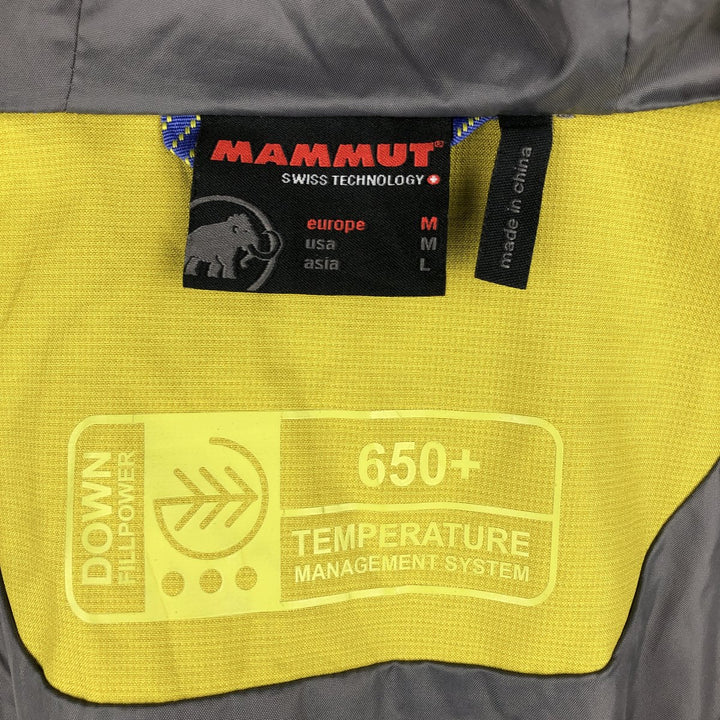 MAMMUT®
SWISS TECHNOLOGY
europe M
usa M
asia L
made in china
DOWN
FILLPOWER
650+
TEMPERATURE
MANAGEMENT SYSTEM